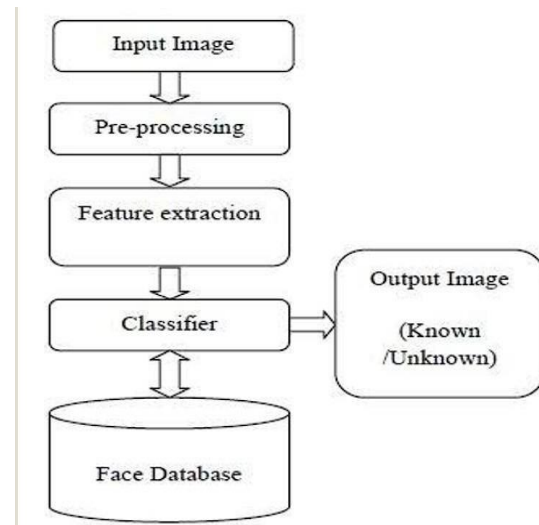 Input Image
Pre-processing
Feature extraction
Classifier
Output Image
(Known
/Unknown)
Face Database